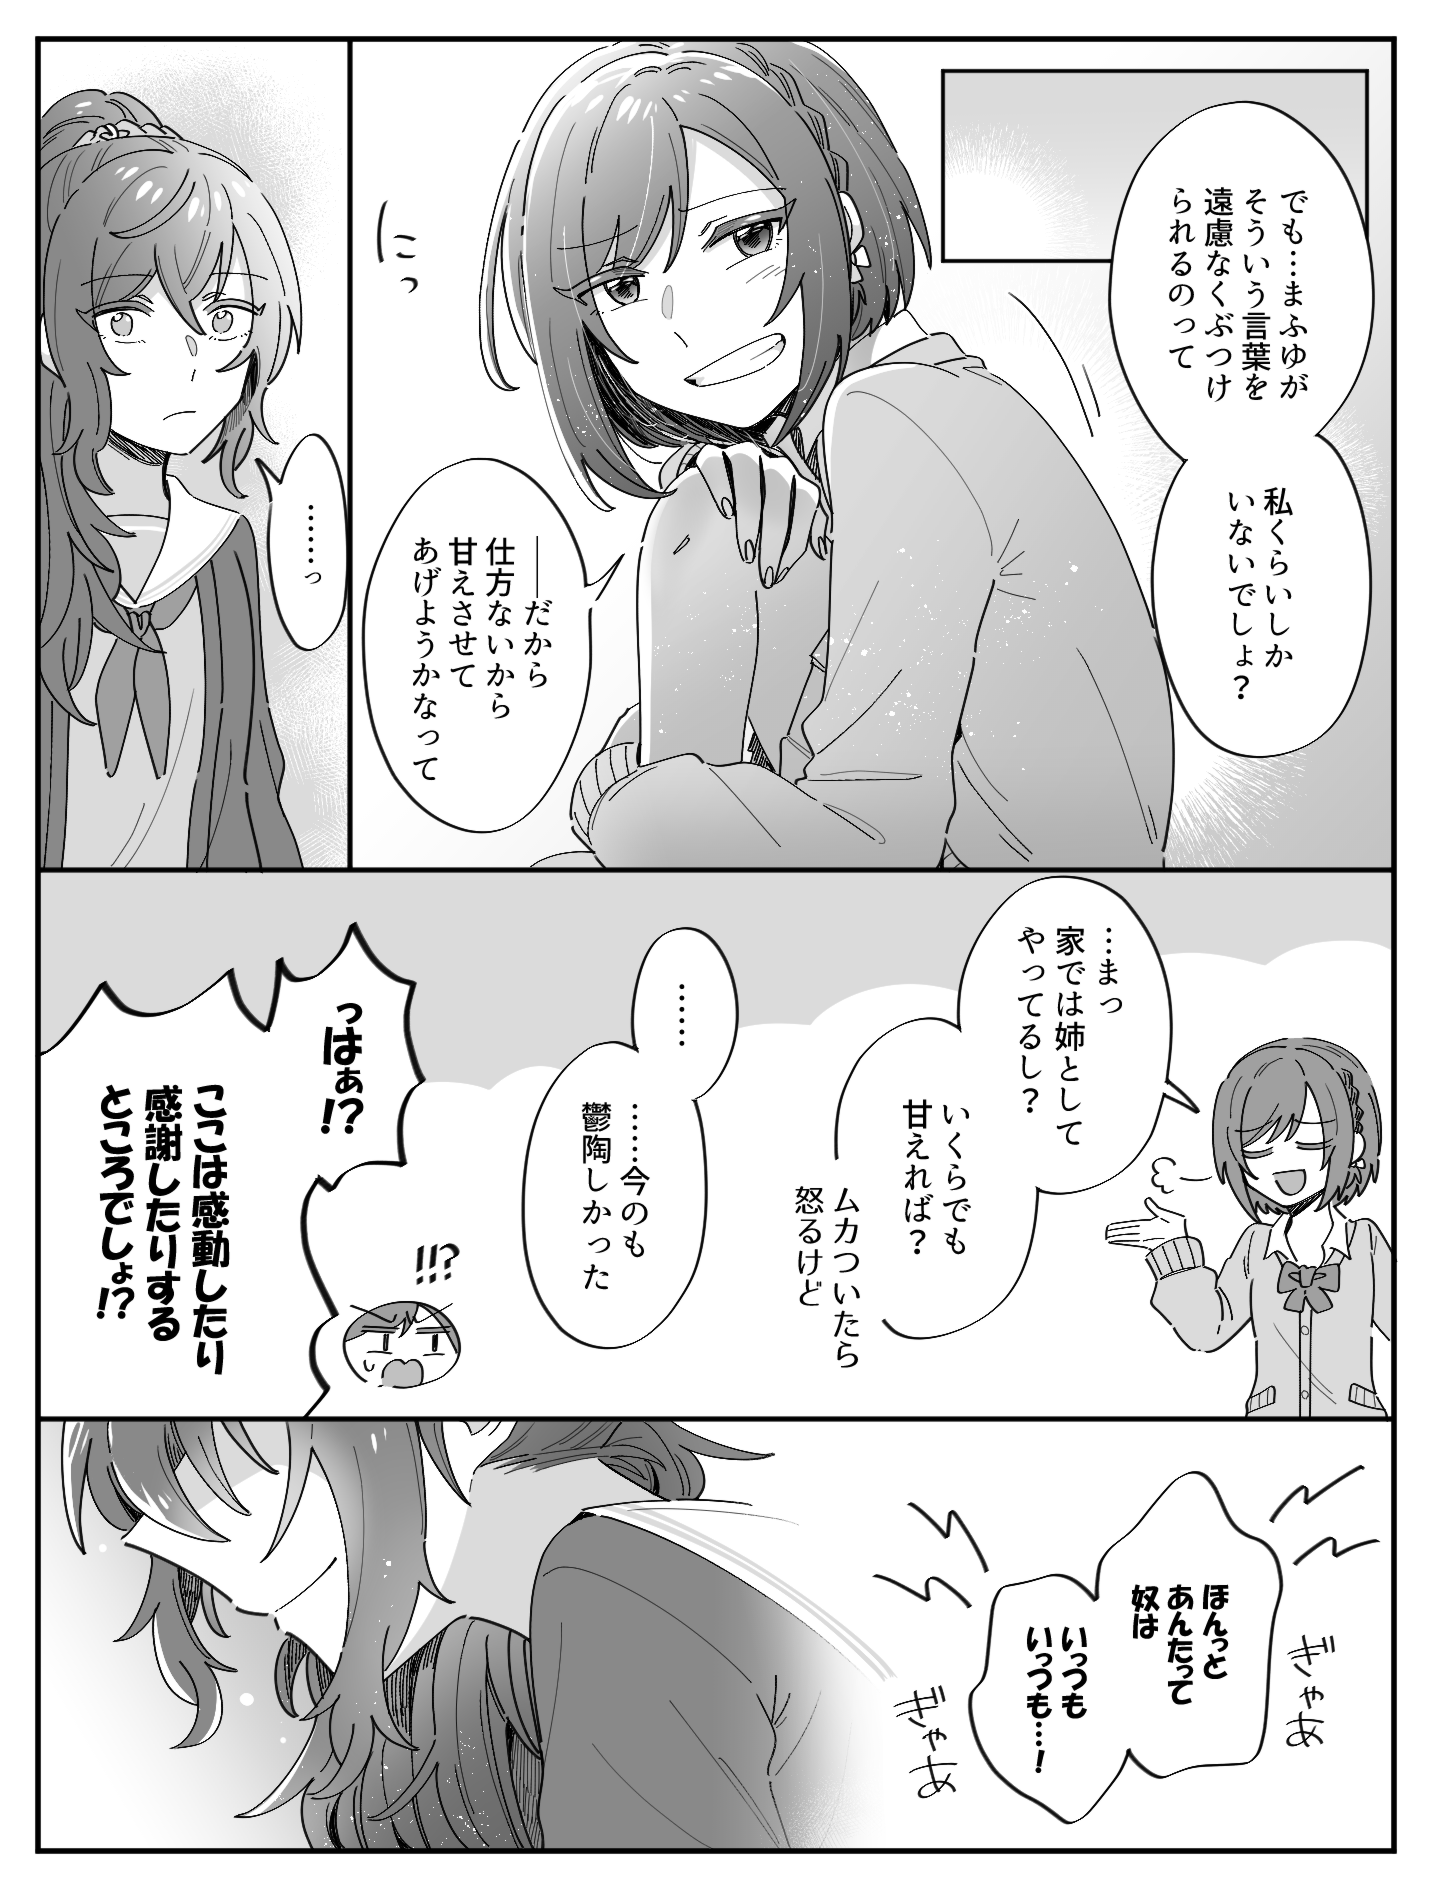 でも…まふゆが
そういう言葉を
遠慮なくぶつけ
られるのって
私くらいしか
いないでしょ？
にこっ
――だから
仕方ないから
甘えさせて
あげようかなって
……っ
…まっ
家では姉として
やってるし？
いくらでも
甘えれば？
ムカついたら
怒るけど
……
……今のも
鬱陶しかった
っはぁ!?
!!?
ここは感動したり
感謝したりする
ところでしょ!?
ほんっと
あんたって
奴は
いっつも
いっつも…!
ぎゃあ
ぎゃあ